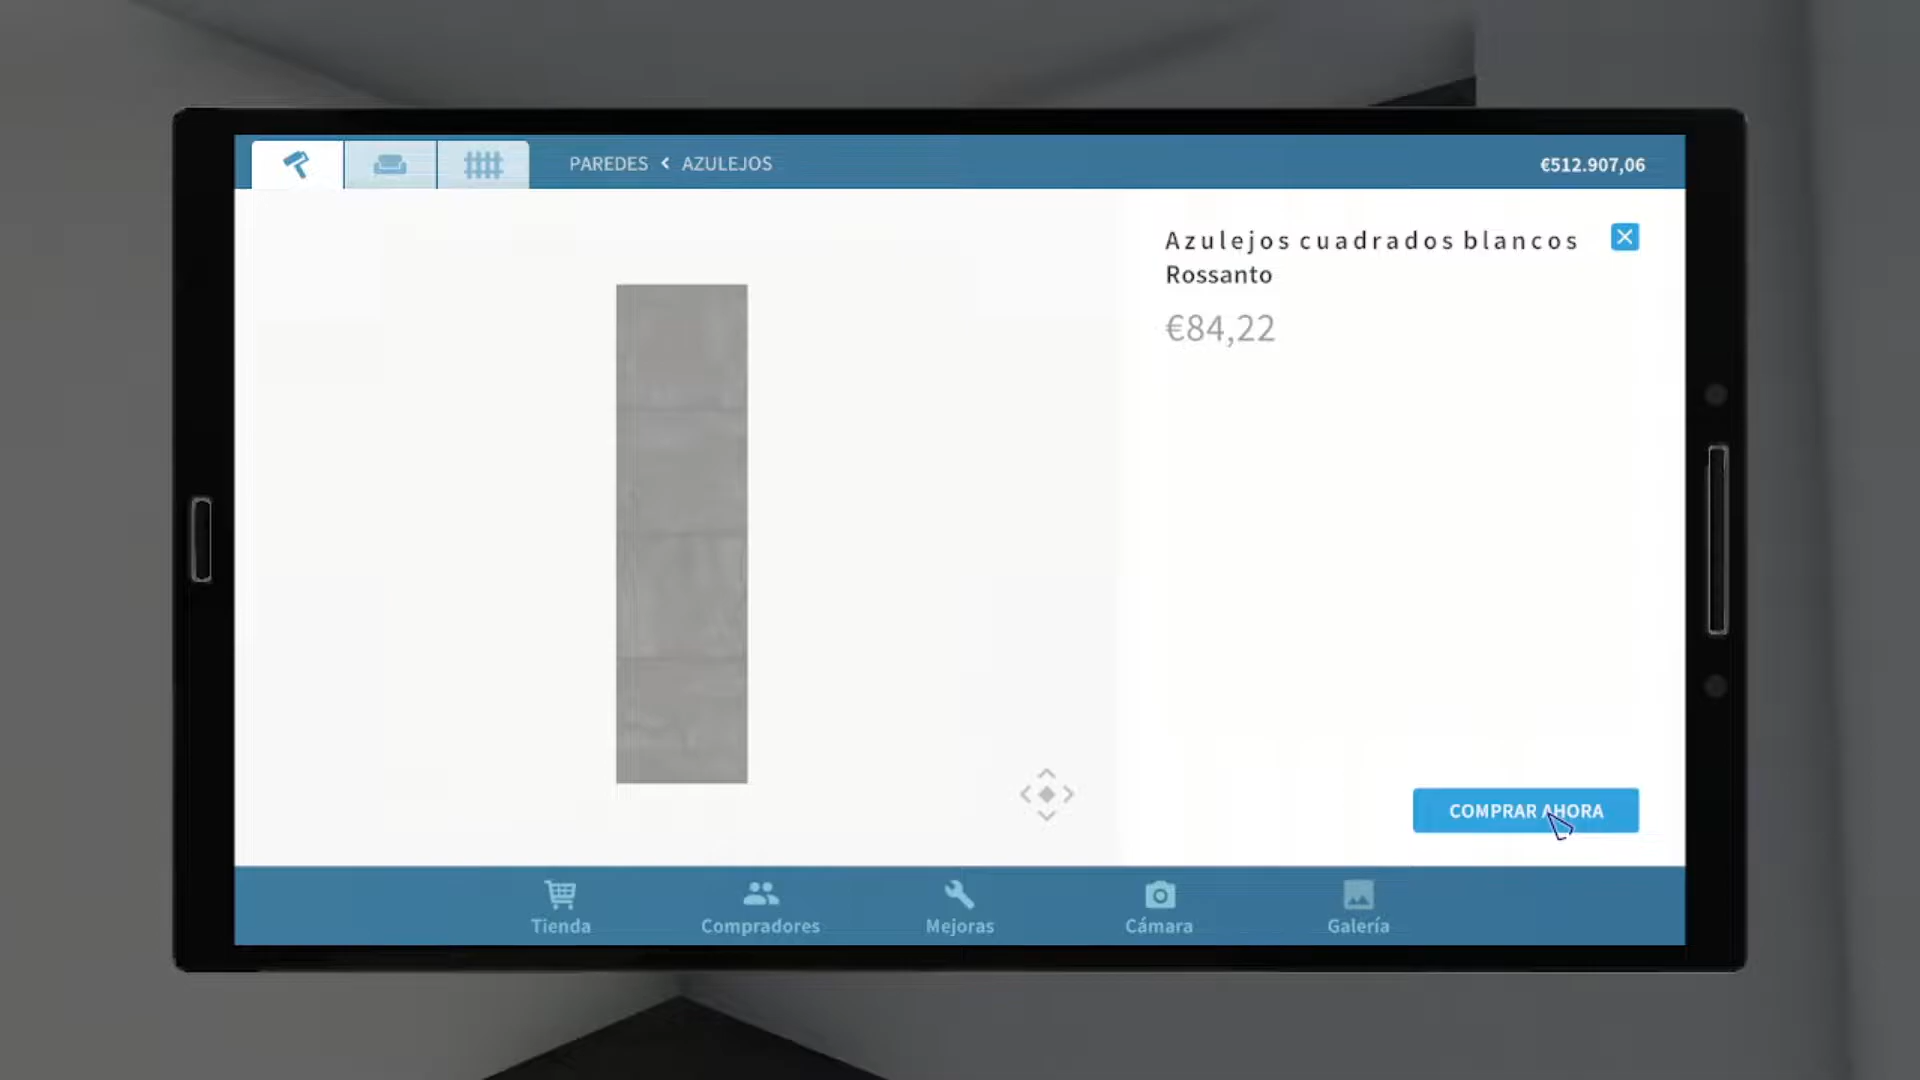 PAREDES < AZULEJOS
€512.907,06
Azulejos cuadrados blancos
Rossanto
€84,22
COMPRAR AHORA
Tienda
Compradores
Mejoras
Cámara
Galería